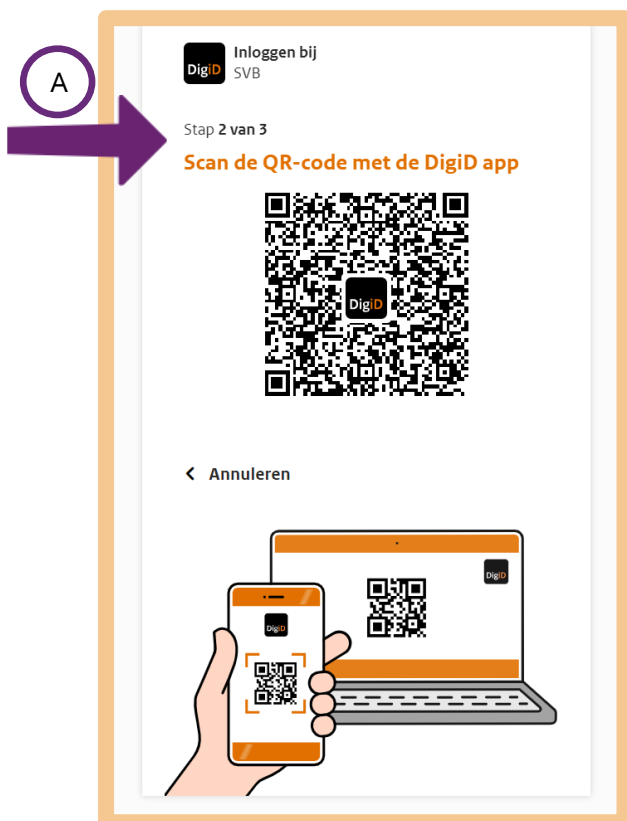 A
DigiD
Inloggen bij
SVB
Stap 2 van 3
Scan de QR-code met de DigiD app
DigiD
Annuleren
DigiD
DigiD